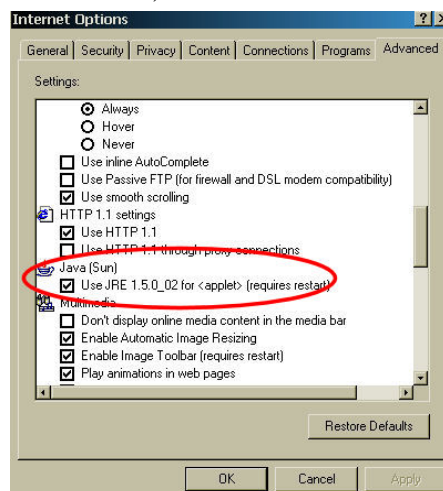 Internet Options
General Security Privacy Content Connections Programs Advanced
Settings:
Always
Hover
Never
Use inline AutoComplete
Use Passive FTP (for firewall and DSL modem compatibility)
Use smooth scrolling
HTTP 1.1 settings
Use HTTP 1.1
Use HTTP 1.1 through proxy connections
Java (Sun)
Use JRE 1.5.0_02 for <applet> (requires restart)
Multimedia
Don't display online media content in the media bar
Enable Automatic Image Resizing
Enable Image Toolbar (requires restart)
Play animations in web pages
Restore Defaults
OK Cancel Apply